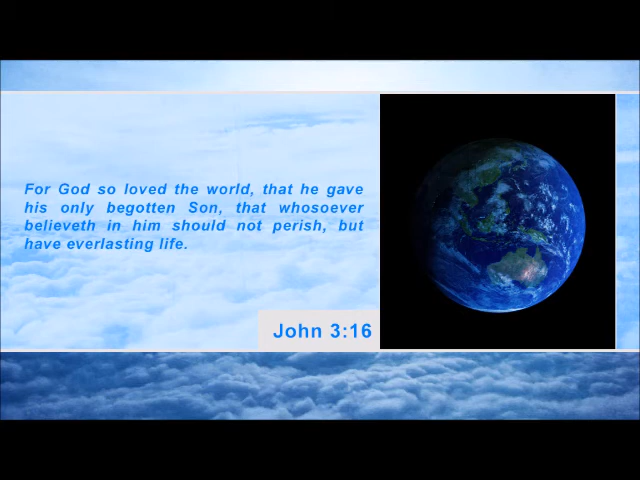 For God so loved the world, that he gave
his only begotten Son, that whosoever
believeth in him should not perish, but
have everlasting life.
John 3:16